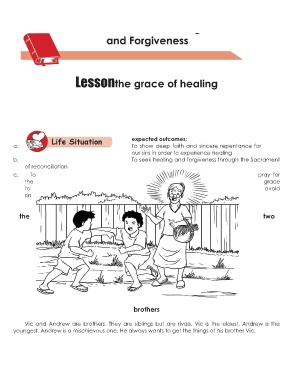 and Forgiveness
Lesson:the grace of healing
Life Situation
expected outcomes:
a. To show deep faith and sincere repentance for
our sins in order to experience healing
b. To seek healing and forgiveness through the Sacrament
of reconciliation.
c. To pray for
the grace
to avoid
sin
the two
brothers
Vic and Andrew are brothers. They are siblings but are rivals. Vic is the eldest. Andrew is the
youngest. Andrew is a mischievous one. He always wants to get the things of his brother Vic.